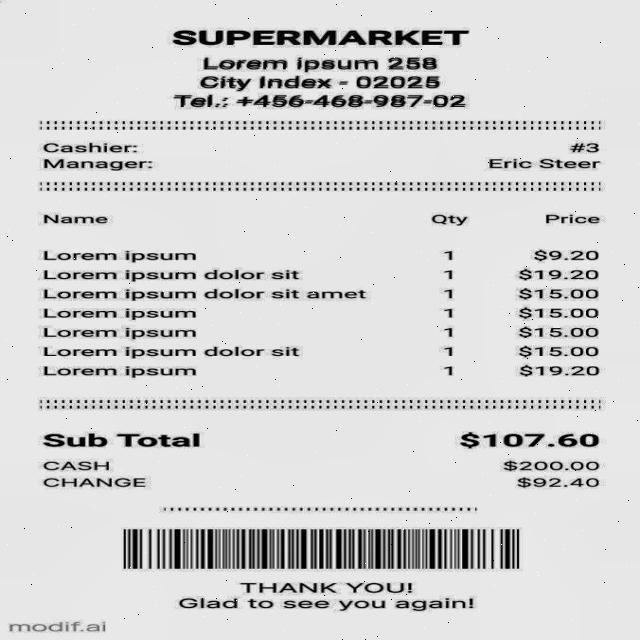 SUPERMARKET
Lorem ipsum 258
City Index - 02025
Tel.: +456-468-987-02
Cashier: #3
Manager: Eric Steer
Name Qty Price
Lorem ipsum 1 $9.20
Lorem ipsum dolor sit 1 $19.20
Lorem ipsum dolor sit amet 1 $15.00
Lorem ipsum 1 $15.00
Lorem ipsum 1 $15.00
Lorem ipsum dolor sit 1 $15.00
Lorem ipsum 1 $19.20
Sub Total $107.60
CASH $200.00
CHANGE $92.40
THANK YOU!
Glad to see you again!
modif.ai